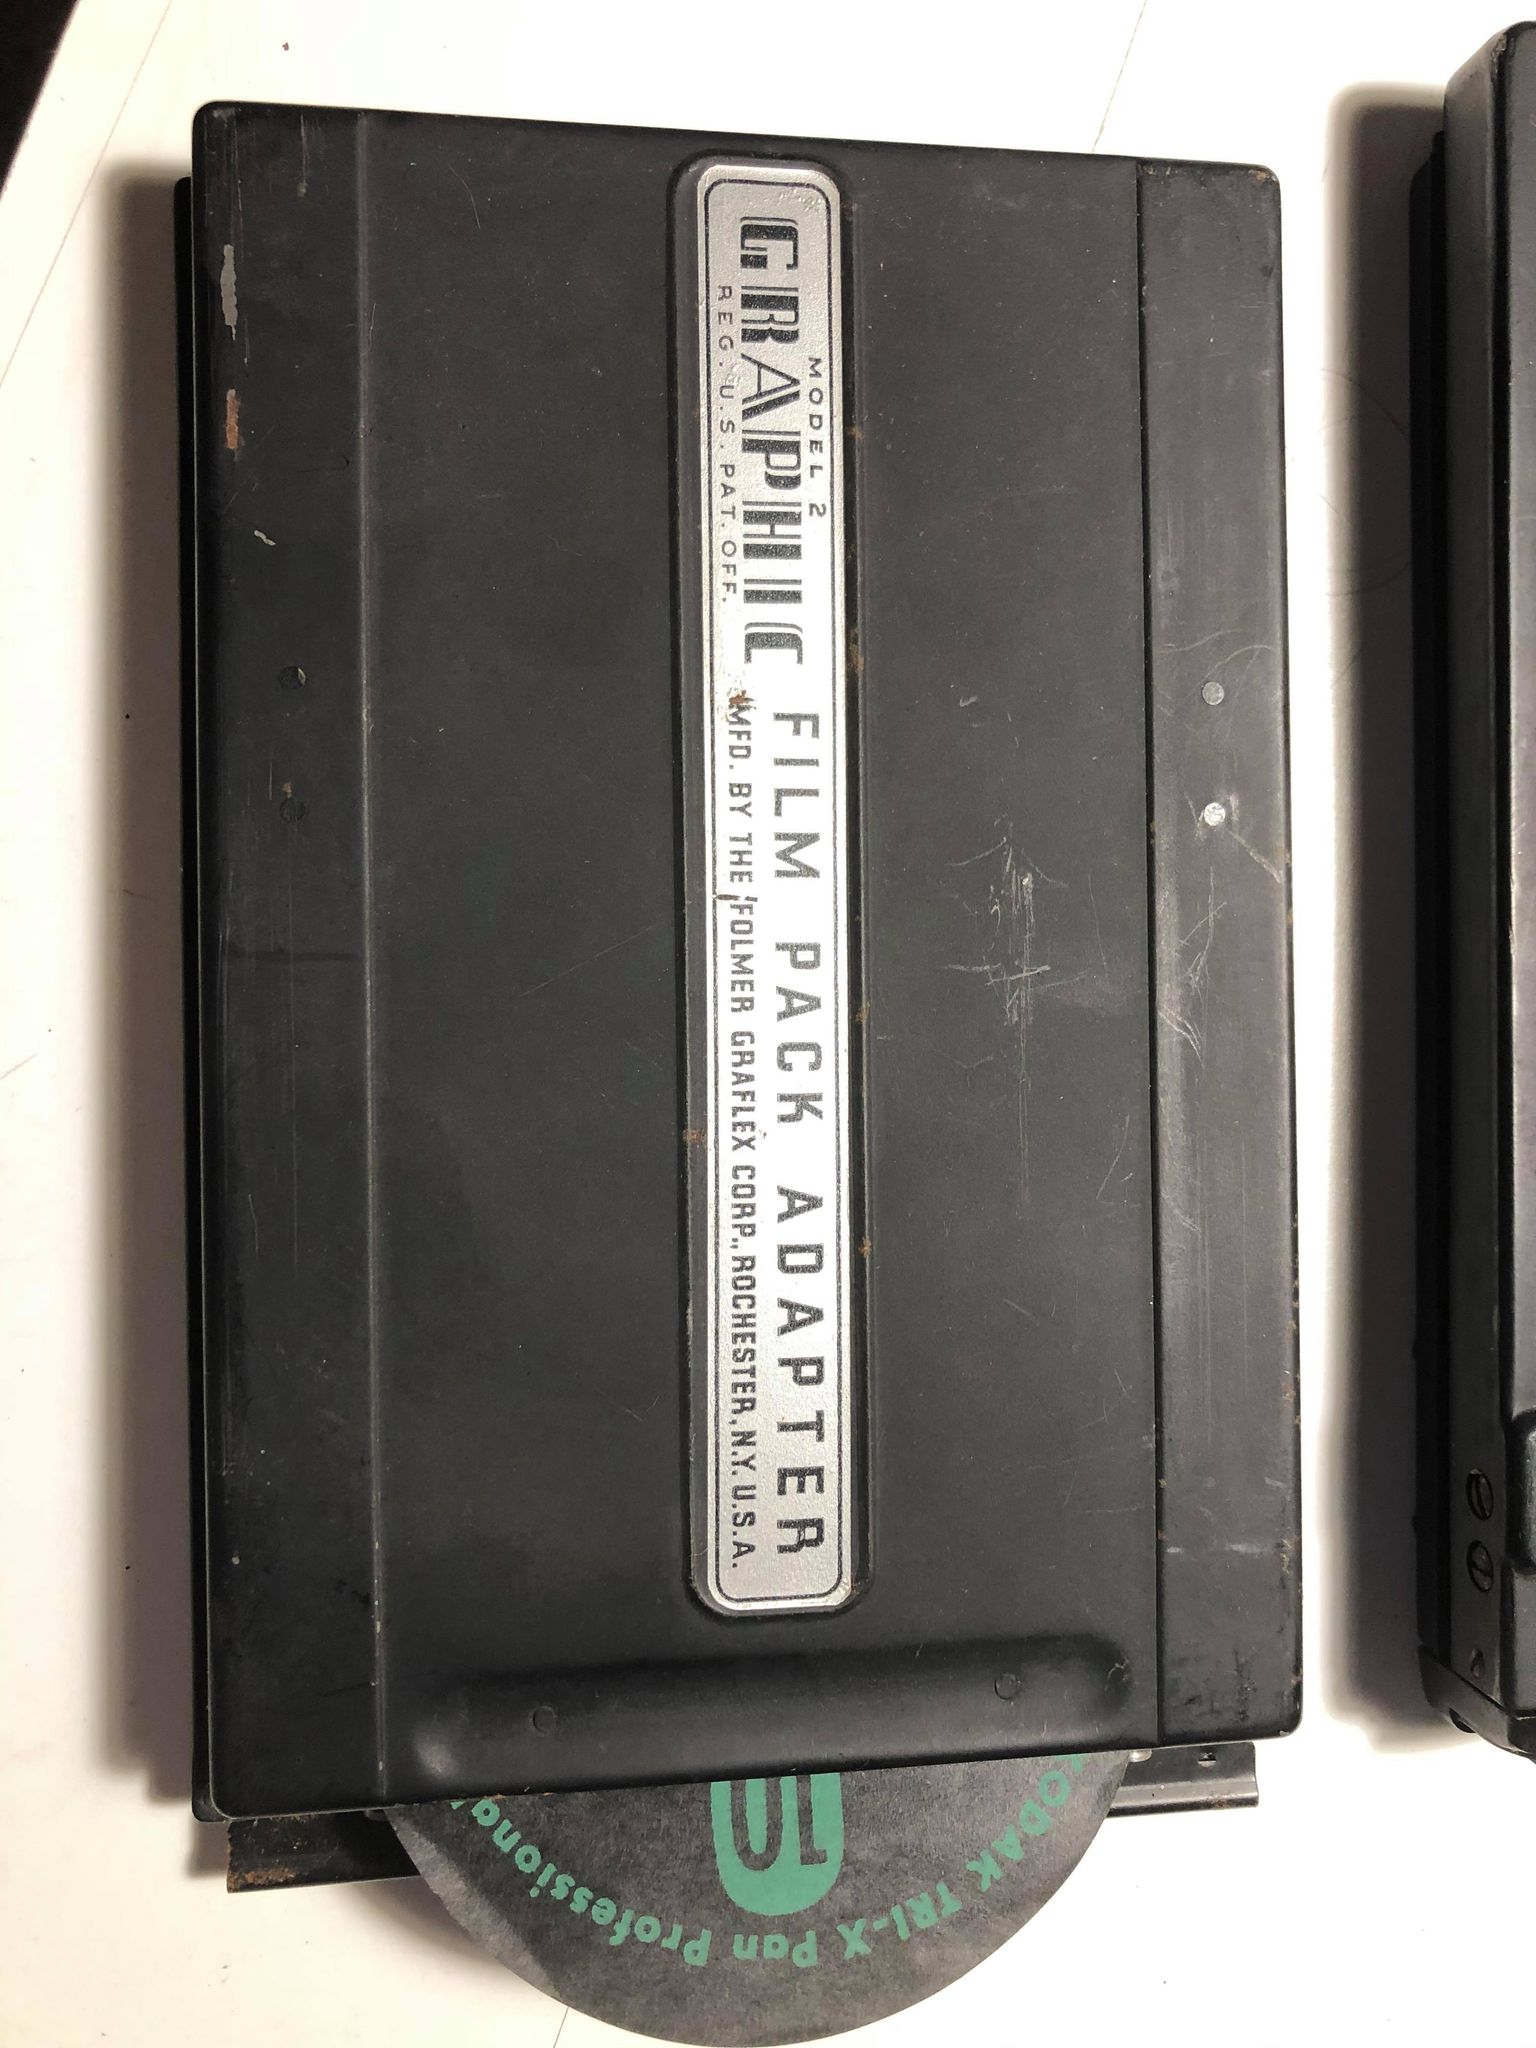 MODEL 2
GRAPHIC FILM PACK ADAPTER
REG. U.S. PAT. OFF.
MFD. BY THE FOLMER GRAFLEX CORP., ROCHESTER, N.Y. U.S.A.
KODAK TRI-X Pan Professional